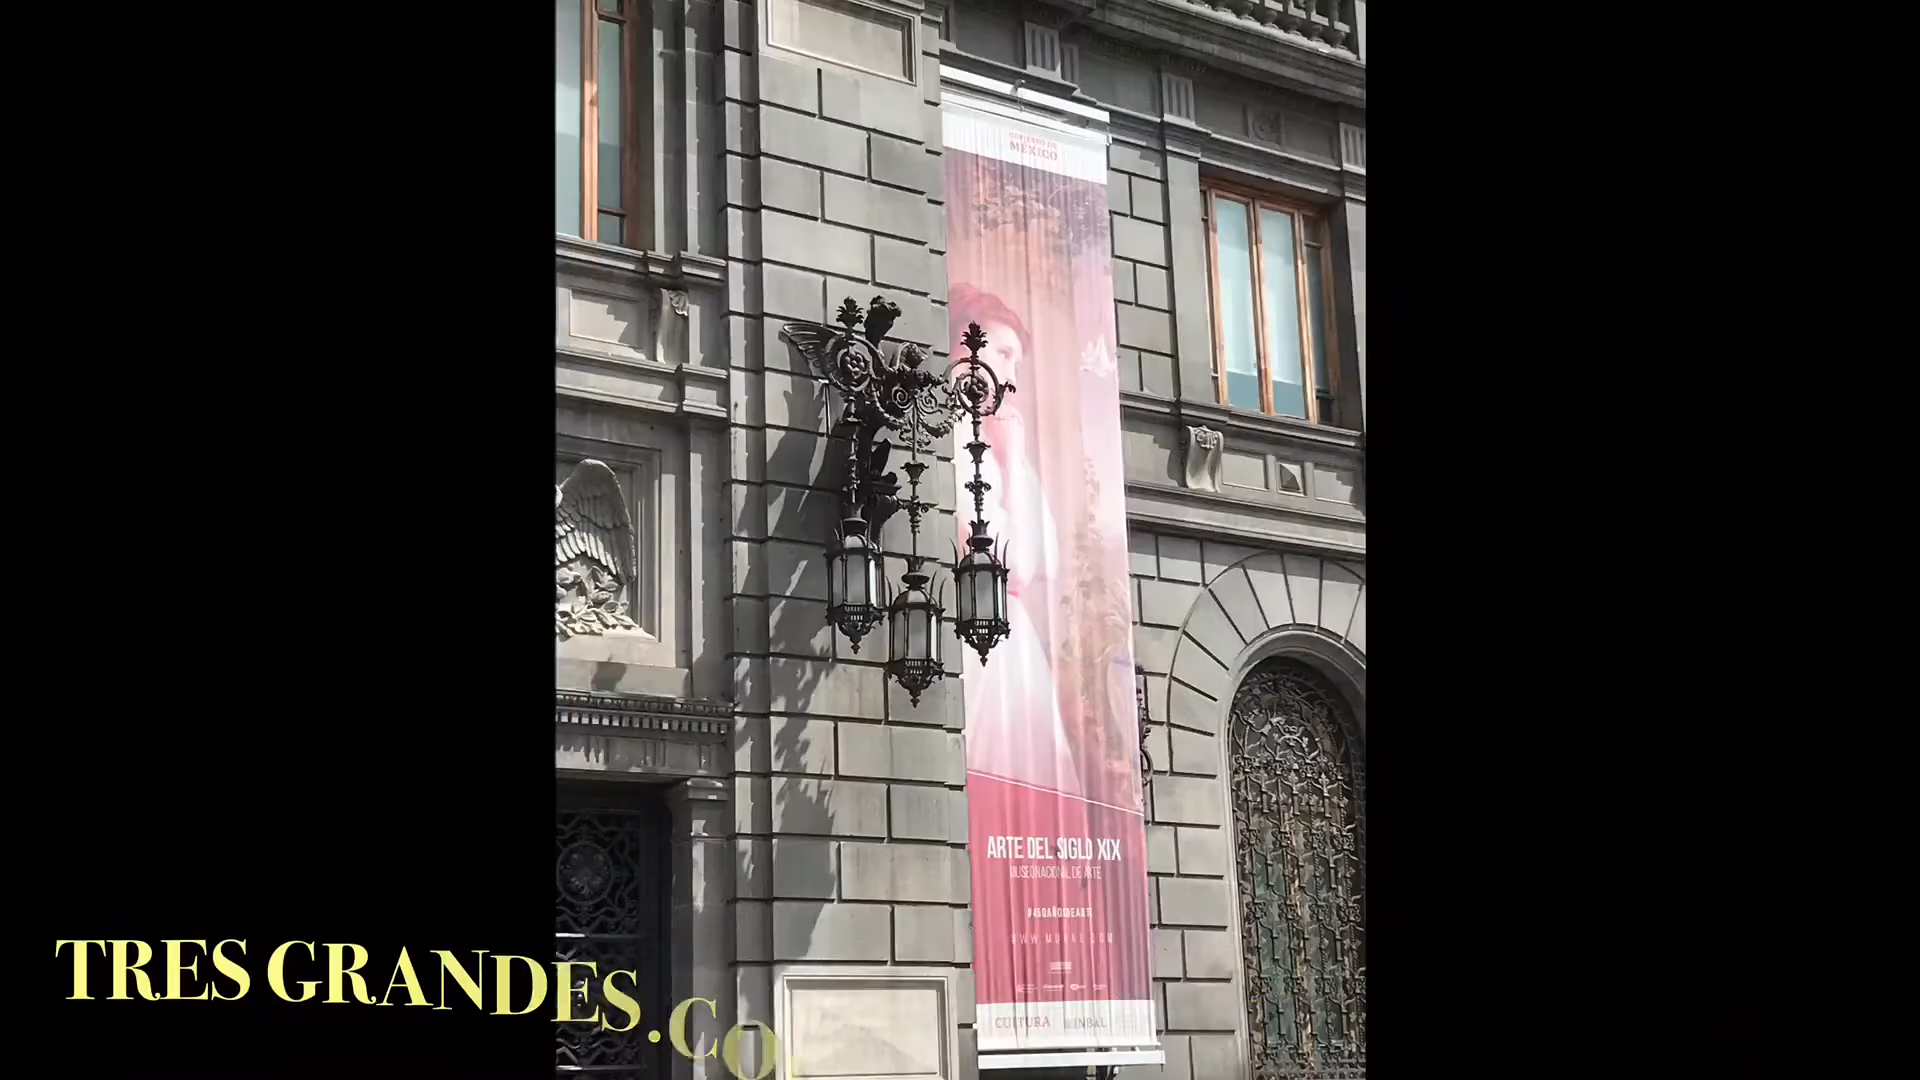 GOBIERNO DE
MÉXICO
ARTE DEL SIGLO XIX
MUSEO NACIONAL DE ARTE
WWW.MUNAL.COM
CULTURA INBAL
TRES GRANDES.CO